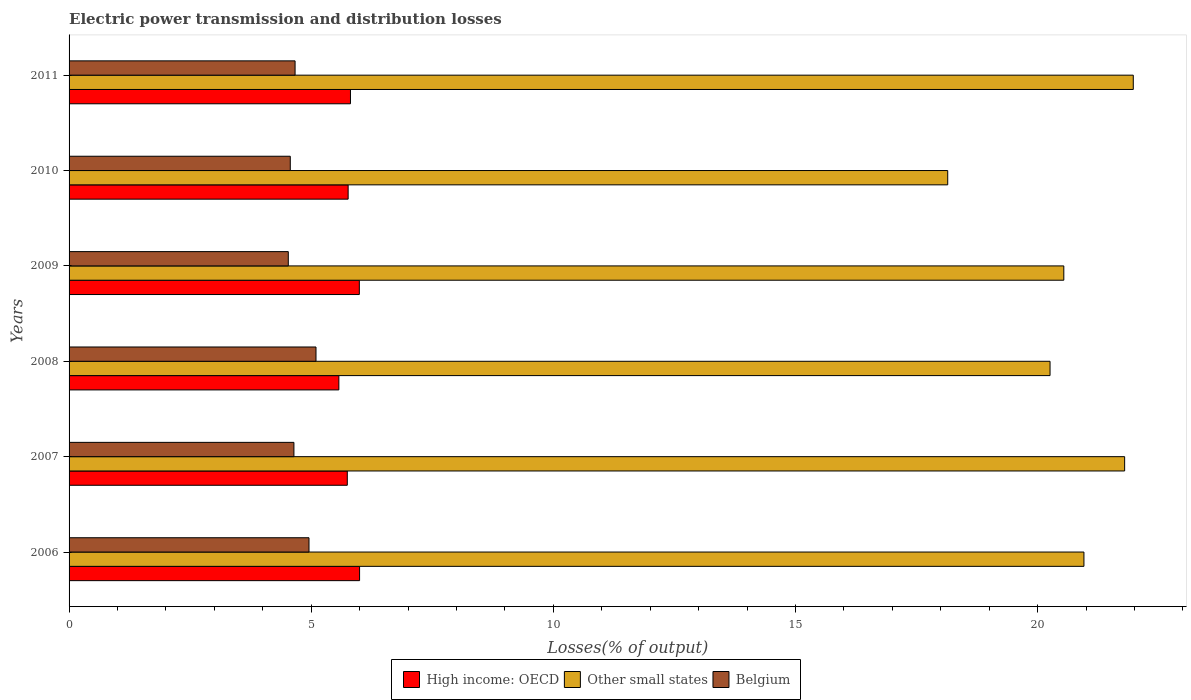 Electric power transmission and distribution losses
2011
2010
2009
2008
2007
2006
Years
0
5
10
15
20
Losses(% of output)
High income: OECD
Other small states
Belgium